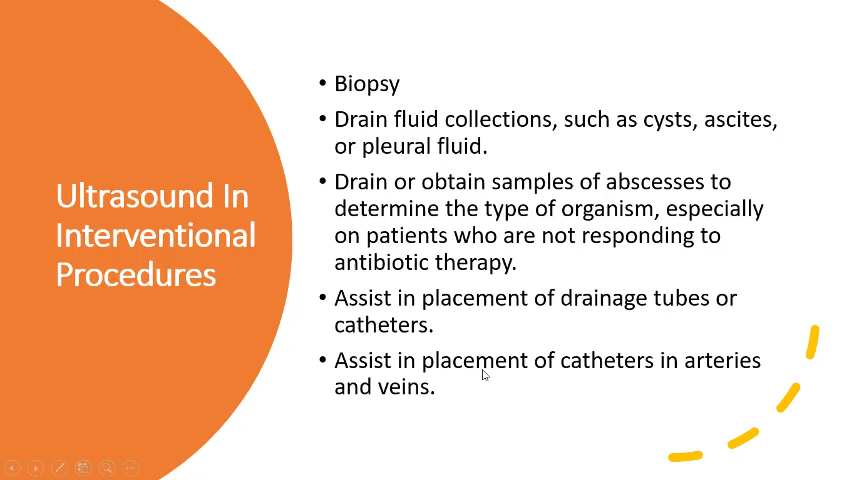 Ultrasound In
Interventional
Procedures
• Biopsy
• Drain fluid collections, such as cysts, ascites,
or pleural fluid.
• Drain or obtain samples of abscesses to
determine the type of organism, especially
on patients who are not responding to
antibiotic therapy.
• Assist in placement of drainage tubes or
catheters.
• Assist in placement of catheters in arteries
and veins.